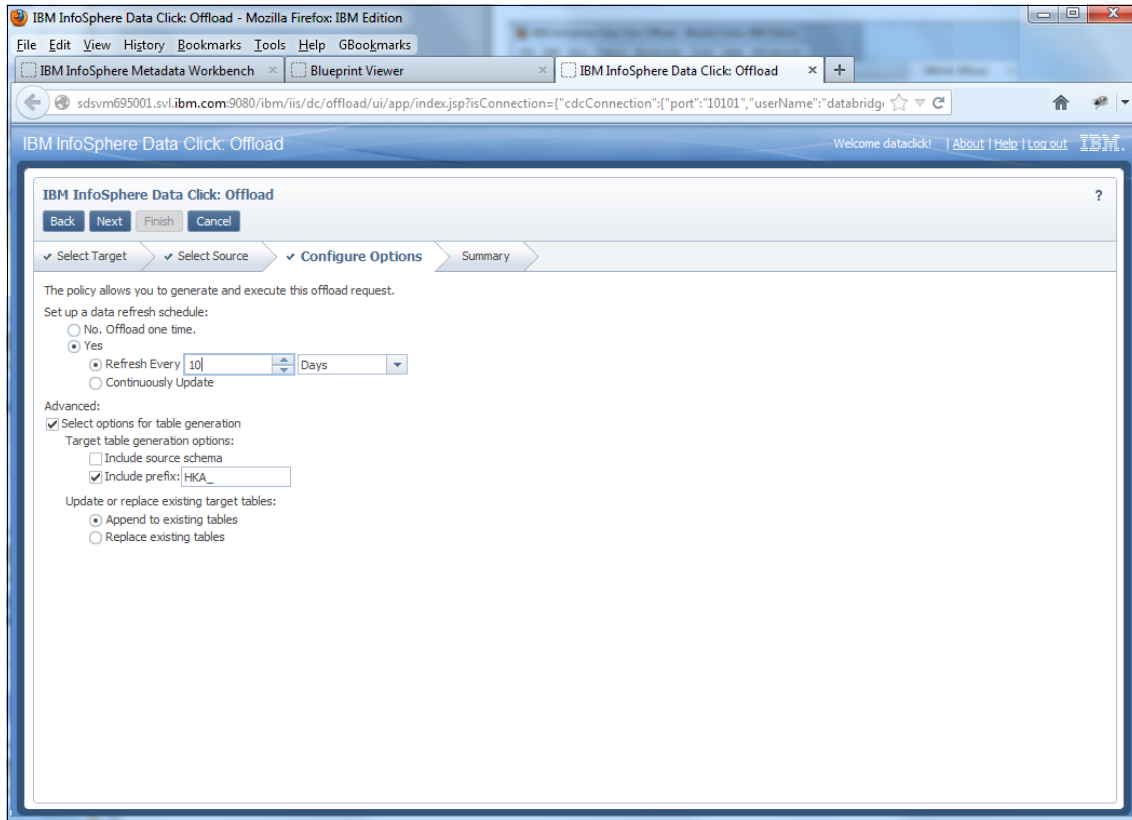 IBM InfoSphere Data Click: Offload - Mozilla Firefox: IBM Edition
File Edit View History Bookmarks Tools Help GBookmarks
IBM InfoSphere Metadata Workbench × Blueprint Viewer × IBM InfoSphere Data Click: Offload × +
sdsvm695001.svl.ibm.com:9080/ibm/iis/dc/offload/ui/app/index.jsp?isConnection={"cdcConnection":{"port":"10101","userName":"databridg
IBM InfoSphere Data Click: Offload Welcome dataclick! | About | Help | Log out IBM.
IBM InfoSphere Data Click: Offload ?
Back Next Finish Cancel
✓ Select Target ✓ Select Source ✓ Configure Options Summary
The policy allows you to generate and execute this offload request.
Set up a data refresh schedule:
No. Offload one time.
Yes
Refresh Every 10 Days
Continuously Update
Advanced:
Select options for table generation
Target table generation options:
Include source schema
Include prefix: HKA_
Update or replace existing target tables:
Append to existing tables
Replace existing tables